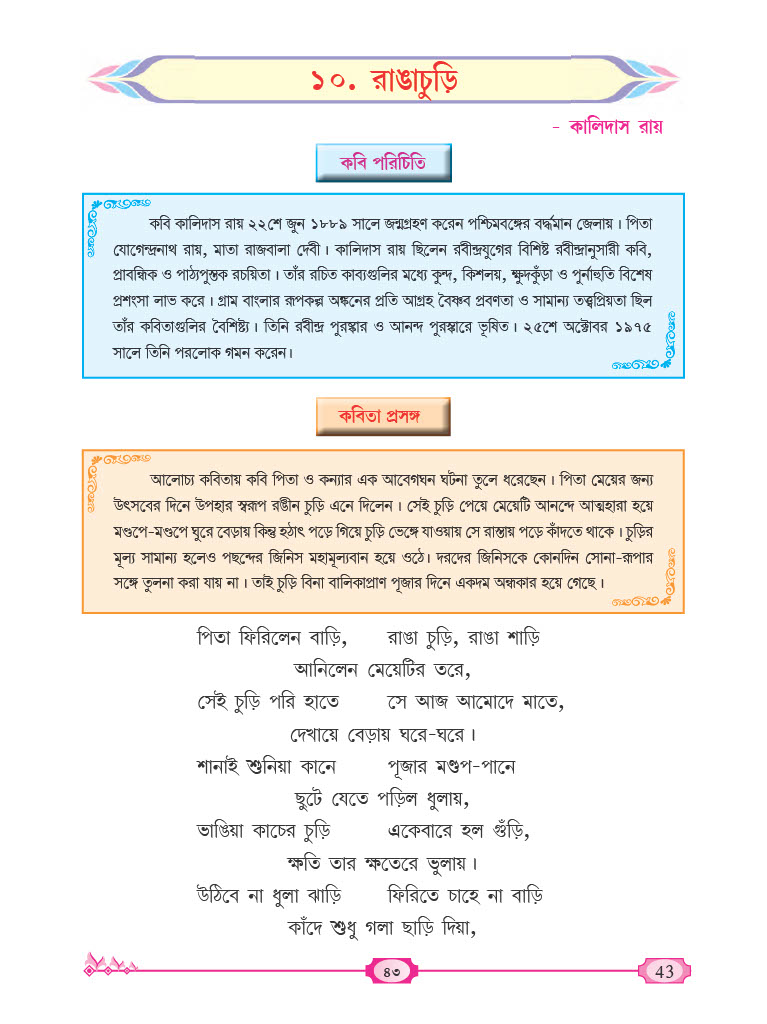 ১০. রাঙাচুড়ি
- কালিদাস রায়
কবি পরিচিতি
কবি কালিদাস রায় ২২শে জুন ১৮৮৯ সালে জন্মগ্রহণ করেন পশ্চিমবঙ্গের বর্দ্ধমান জেলায়। পিতা
যোগেন্দ্রনাথ রায়, মাতা রাজবালা দেবী। কালিদাস রায় ছিলেন রবীন্দ্রযুগের বিশিষ্ট রবীন্দ্রানুসারী কবি,
প্রাবন্ধিক ও পাঠ্যপুস্তক রচয়িতা। তাঁর রচিত কাব্যগুলির মধ্যে কুন্দ, কিশলয়, ক্ষুদকুঁড়া ও পুর্নাহুতি বিশেষ
প্রশংসা লাভ করে। গ্রাম বাংলার রূপকল্প অঙ্কনের প্রতি আগ্রহ বৈষ্ণব প্রবণতা ও সামান্য তত্ত্বপ্রিয়তা ছিল
তাঁর কবিতাগুলির বৈশিষ্ট্য। তিনি রবীন্দ্র পুরস্কার ও আনন্দ পুরস্কারে ভূষিত। ২৫শে অক্টোবর ১৯৭৫
সালে তিনি পরলোক গমন করেন।
কবিতা প্রসঙ্গ
আলোচ্য কবিতায় কবি পিতা ও কন্যার এক আবেগঘন ঘটনা তুলে ধরেছেন। পিতা মেয়ের জন্য
উৎসবের দিনে উপহার স্বরূপ রঙীন চুড়ি এনে দিলেন। সেই চুড়ি পেয়ে মেয়েটি আনন্দে আত্মহারা হয়ে
মণ্ডপে-মণ্ডপে ঘুরে বেড়ায় কিন্তু হঠাৎ পড়ে গিয়ে চুড়ি ভেঙ্গে যাওয়ায় সে রাস্তায় পড়ে কাঁদতে থাকে। চুড়ির
মূল্য সামান্য হলেও পছন্দের জিনিস মহামূল্যবান হয়ে ওঠে। দরদের জিনিসকে কোনদিন সোনা-রূপার
সঙ্গে তুলনা করা যায় না। তাই চুড়ি বিনা বালিকাপ্রাণ পূজার দিনে একদম অন্ধকার হয়ে গেছে।
পিতা ফিরিলেন বাড়ি, রাঙা চুড়ি, রাঙা শাড়ি
আনিলেন মেয়েটির তরে,
সেই চুড়ি পরি হাতে সে আজ আমোদে মাতে,
দেখায়ে বেড়ায় ঘরে-ঘরে।
শানাই শুনিয়া কানে পূজার মণ্ডপ-পানে
ছুটে যেতে পড়িল ধুলায়,
ভাঙিয়া কাচের চুড়ি একেবারে হল গুঁড়ি,
ক্ষতি তার ক্ষতেরে ভুলায়।
উঠিবে না ধুলা ঝাড়ি ফিরিতে চাহে না বাড়ি
কাঁদে শুধু গলা ছাড়ি দিয়া,
৪৩
43